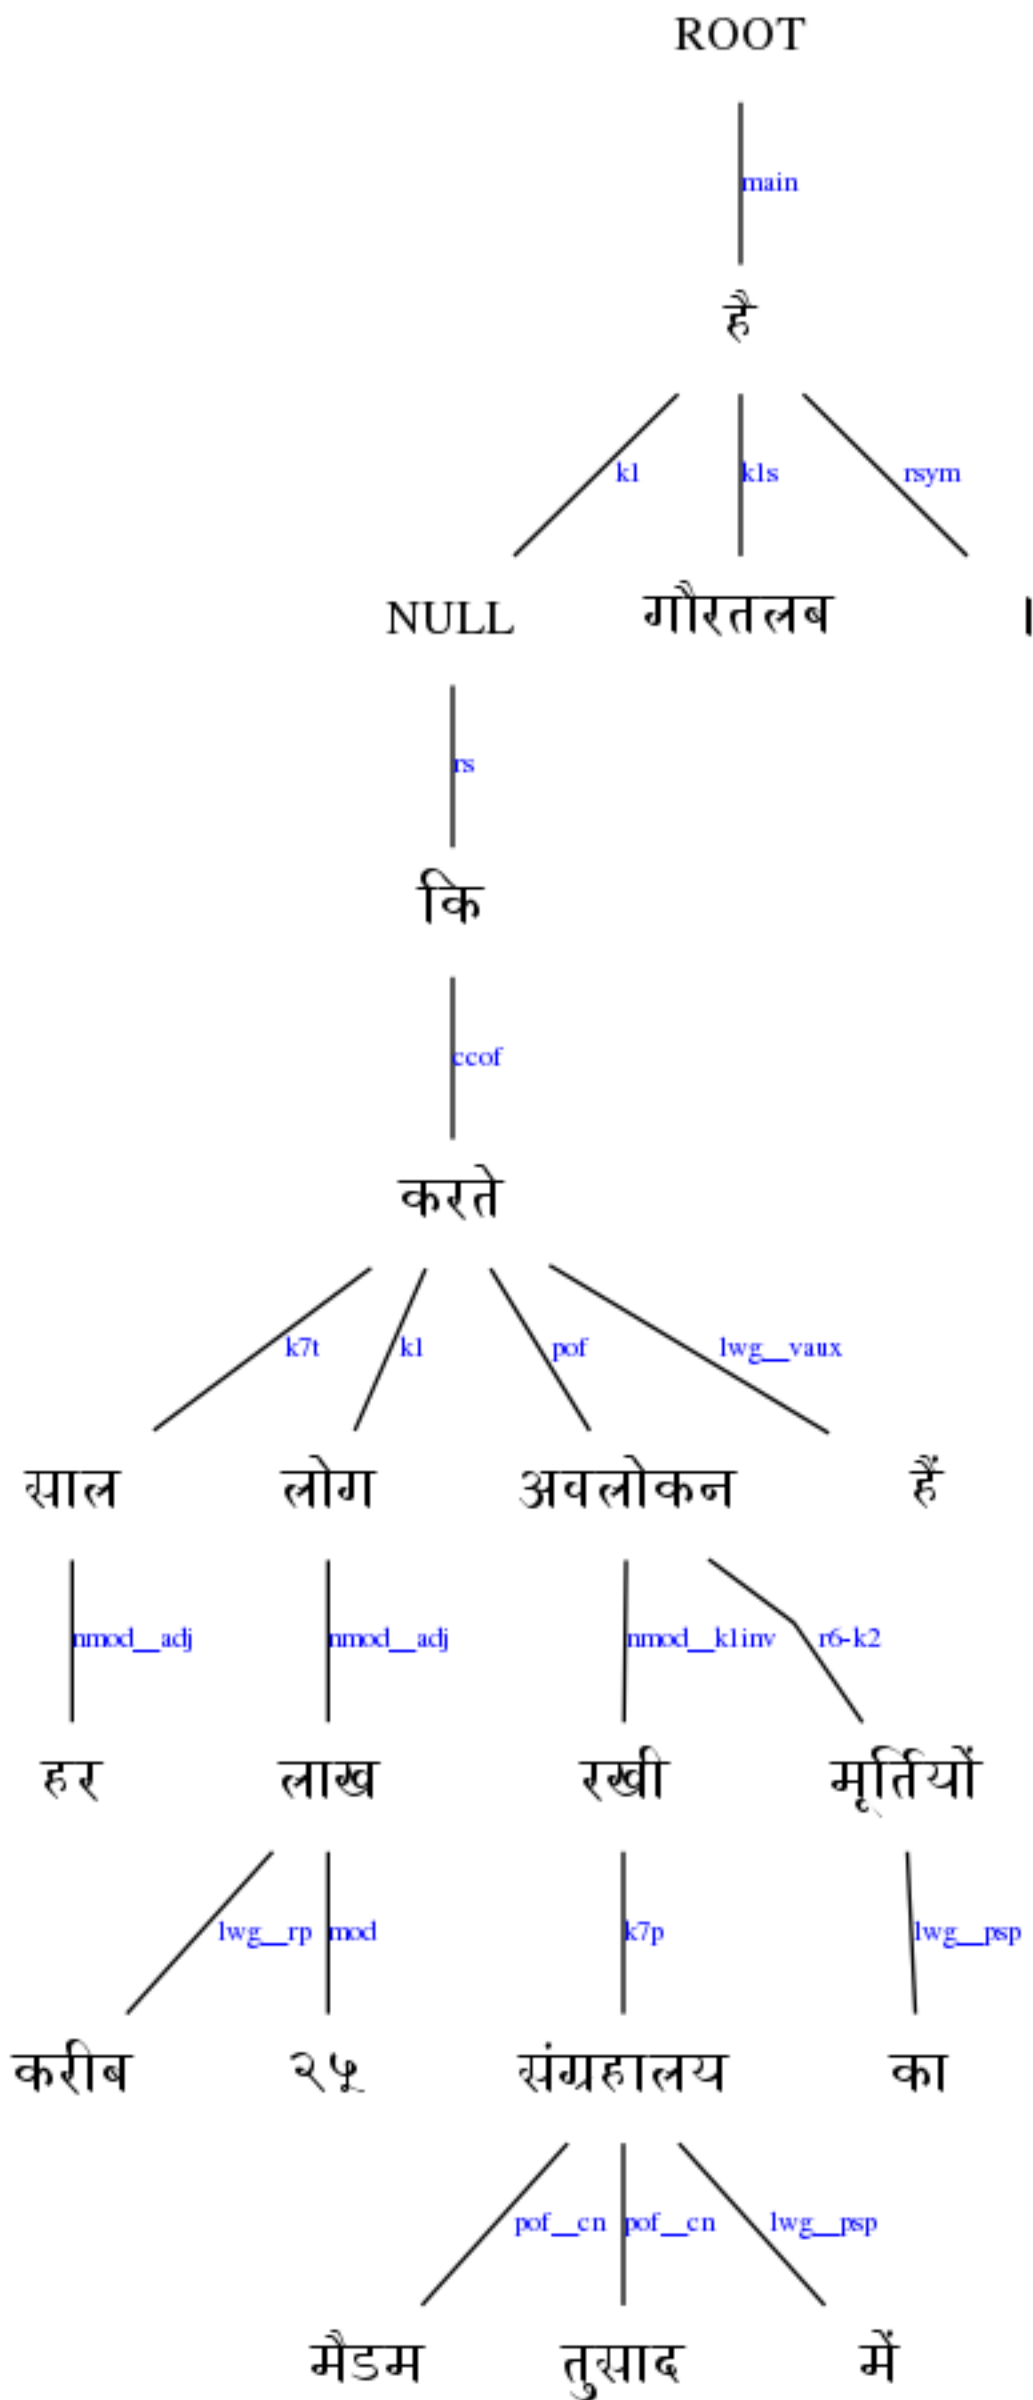 ROOT
main
है
k1 k1s rsym
NULL गौरतलब ।
rs
कि
ccof
करते
k7t k1 pof lwg__vaux
साल लोग अवलोकन हैं
nmod__adj nmod__adj nmod__k1inv r6-k2
हर लाख रखी मूर्तियों
lwg__rp mod k7p lwg__psp
करीब २५ संग्रहालय का
pof__cn pof__cn lwg__psp
मैडम तुसाद में